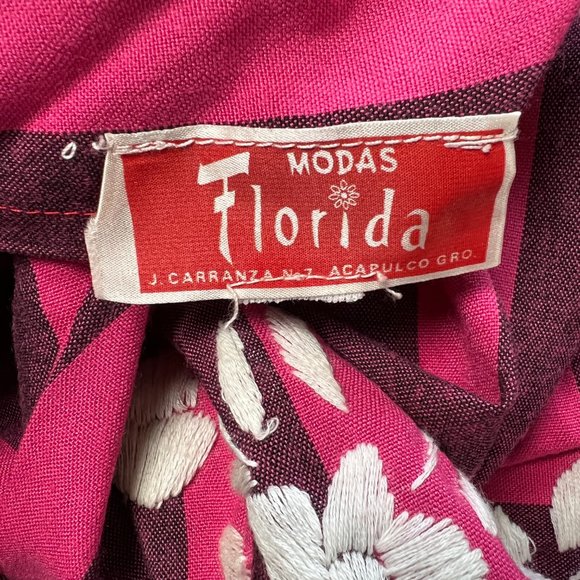 MODAS
Florida
J. CARRANZA No. 7 ACAPULCO GRO.